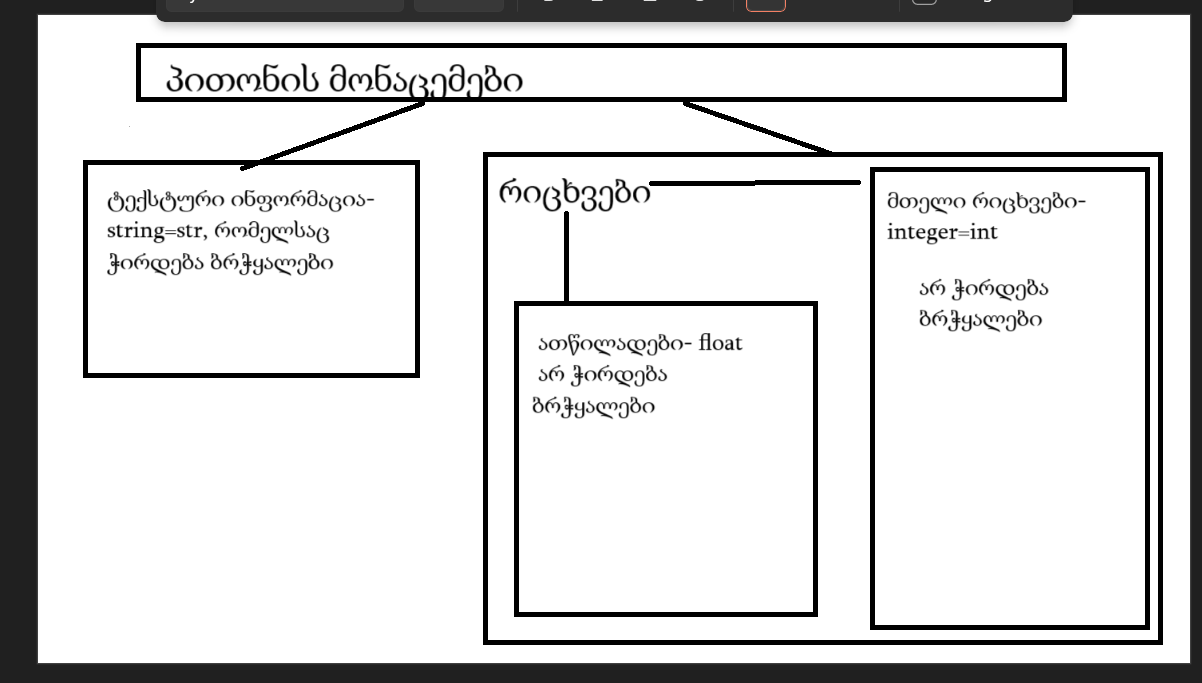 პითონის მონაცემები
ტექსტური ინფორმაცია-
string=str, რომელსაც
ჭირდება ბრჭყალები
რიცხვები
ათწილადები- float
არ ჭირდება
ბრჭყალები
მთელი რიცხვები-
integer=int
არ ჭირდება
ბრჭყალები